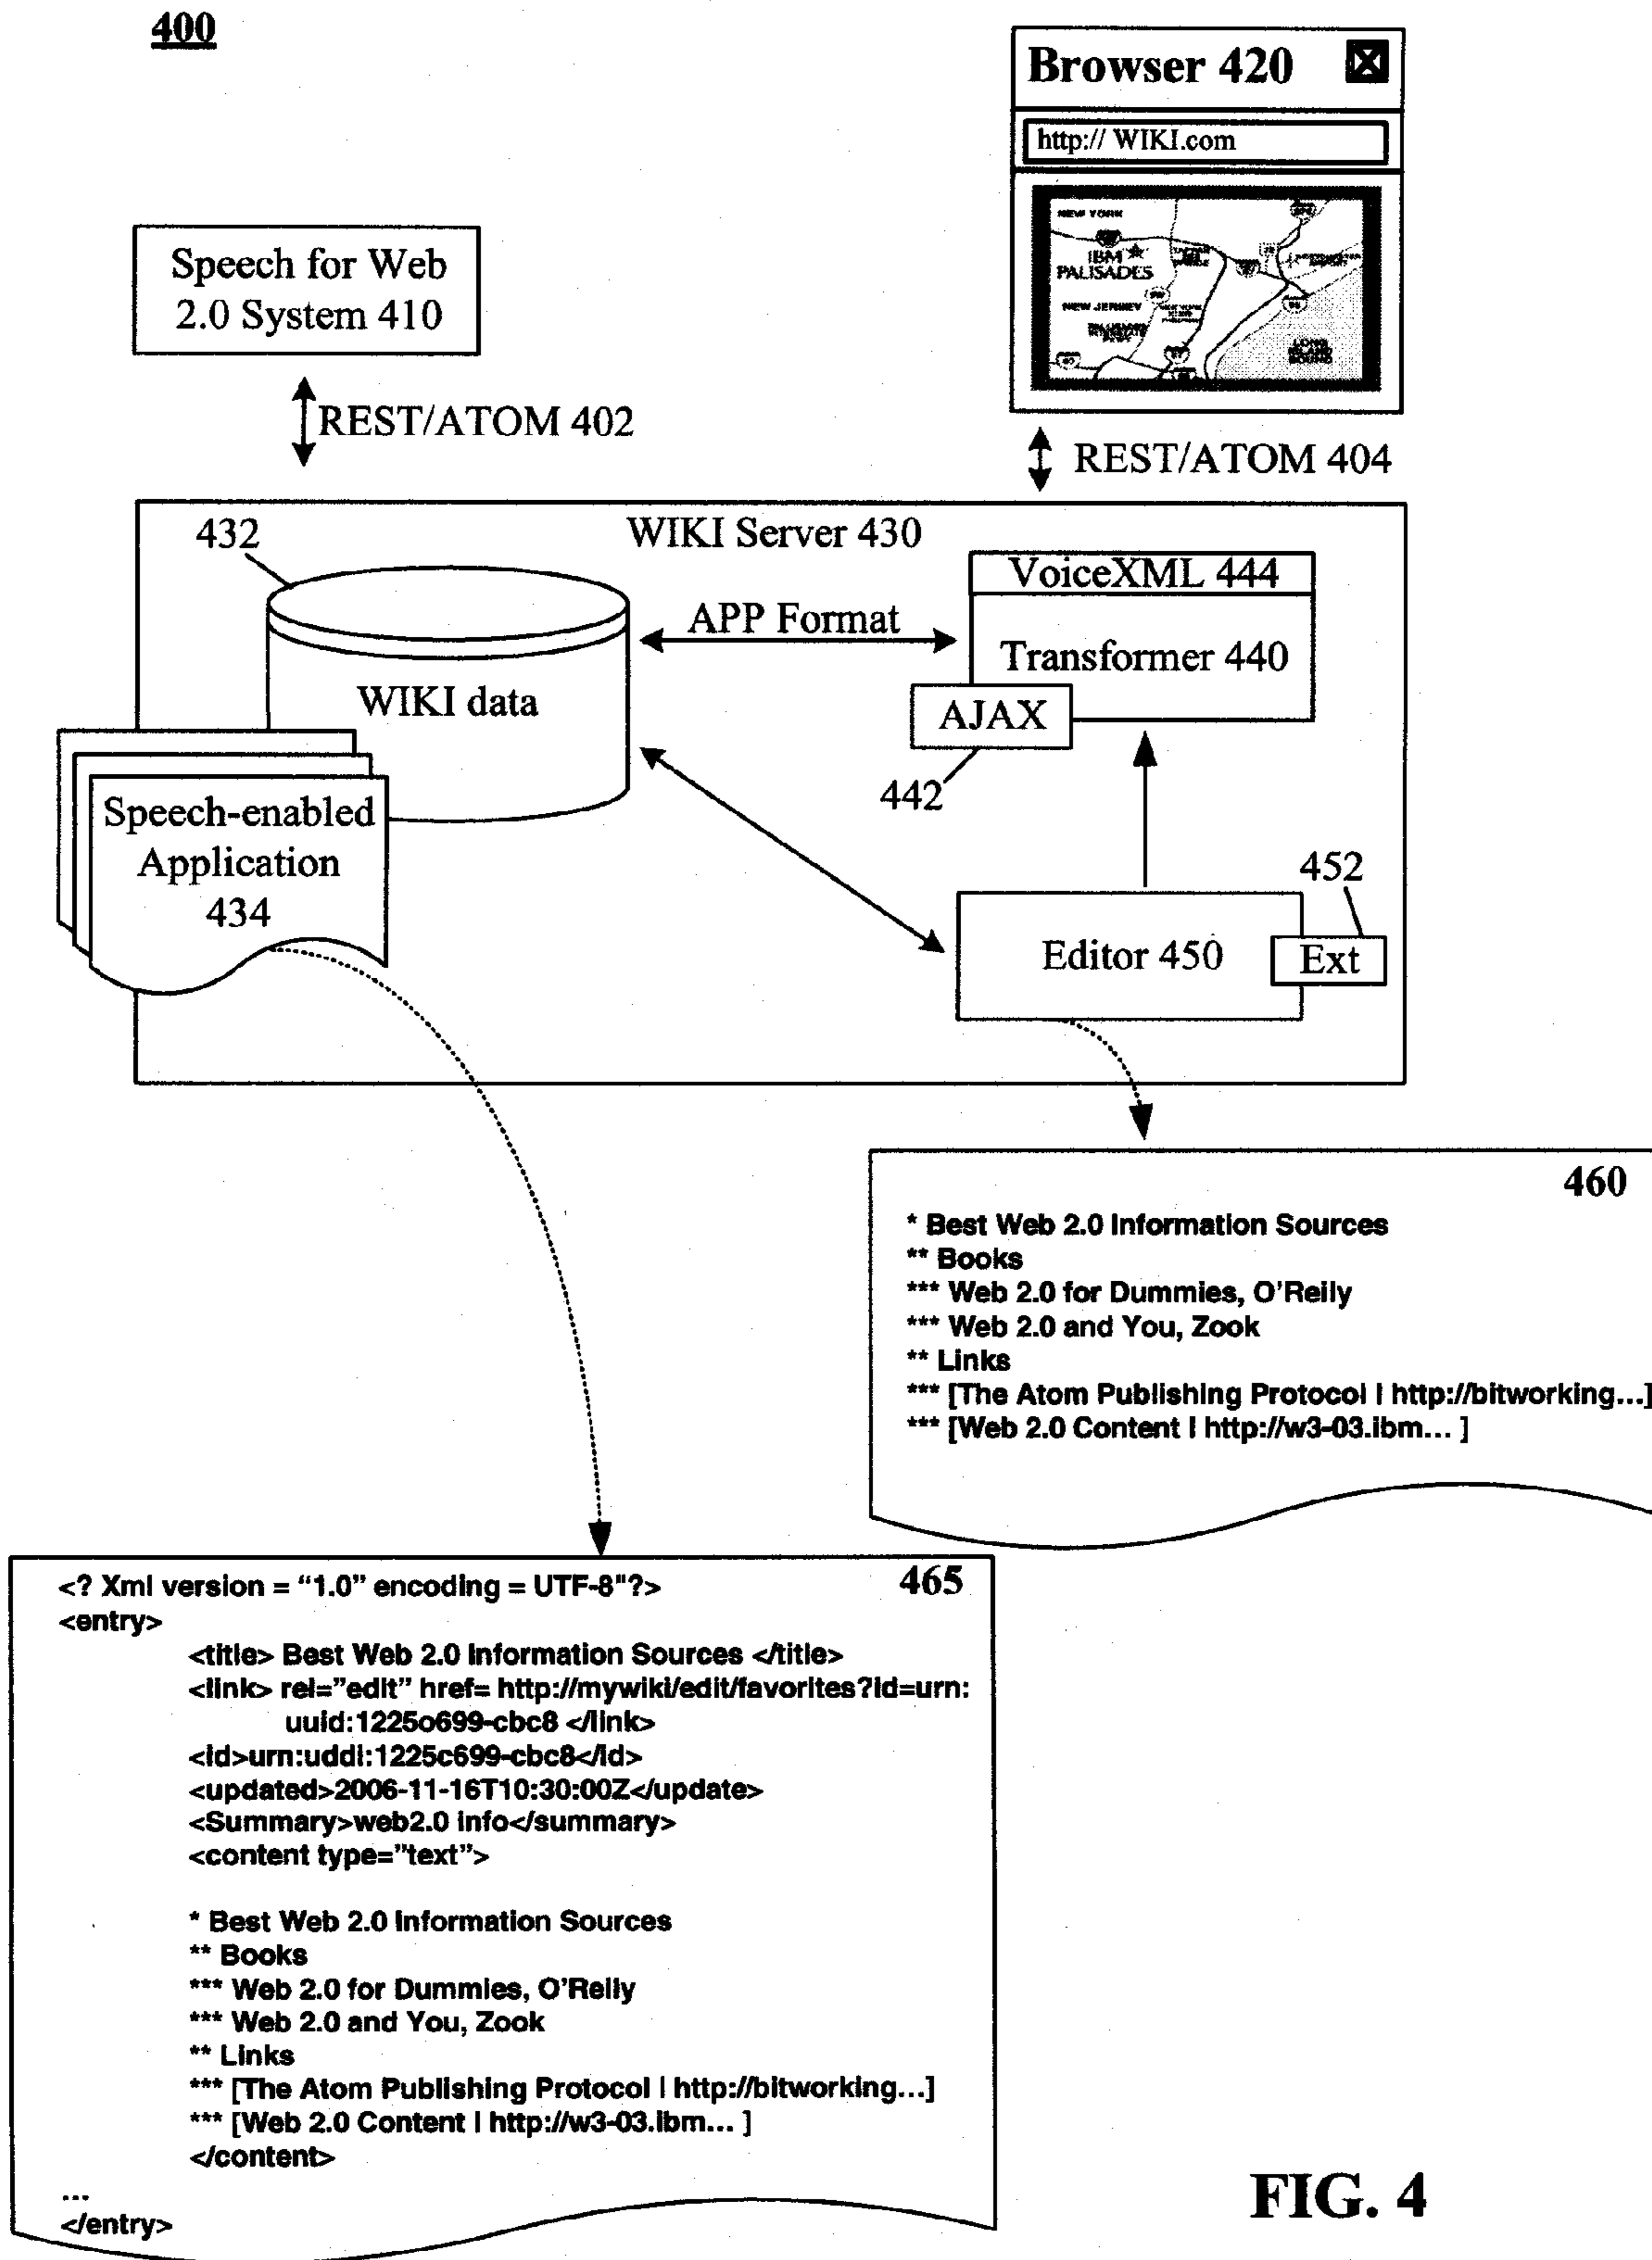 400
Browser 420
http:// WIKI.com
NEW YORK
IBM
PALISADES
NEW JERSEY
LONG
ISLAND
SOUND
Speech for Web
2.0 System 410
REST/ATOM 402
REST/ATOM 404
WIKI Server 430
432
VoiceXML 444
APP Format
Transformer 440
WIKI data
AJAX
442
Speech-enabled
Application
434
452
Editor 450
Ext
460
* Best Web 2.0 Information Sources
** Books
*** Web 2.0 for Dummies, O'Reily
*** Web 2.0 and You, Zook
** Links
*** [The Atom Publishing Protocol | http://bitworking...]
*** [Web 2.0 Content | http://w3-03.ibm... ]
465
<? Xml version = “1.0” encoding = UTF-8"?>
<entry>
<title> Best Web 2.0 Information Sources </title>
<link> rel=”edit” href= http://mywiki/edit/favorites?id=urn:
uuid:1225o699-cbc8 </link>
<id>urn:uddi:1225c699-cbc8</id>
<updated>2006-11-16T10:30:00Z</update>
<Summary>web2.0 info</summary>
<content type=”text”>
* Best Web 2.0 Information Sources
** Books
*** Web 2.0 for Dummies, O'Relly
*** Web 2.0 and You, Zook
** Links
*** [The Atom Publishing Protocol | http://bitworking...]
*** [Web 2.0 Content | http://w3-03.ibm... ]
</content>
...
</entry>
FIG. 4